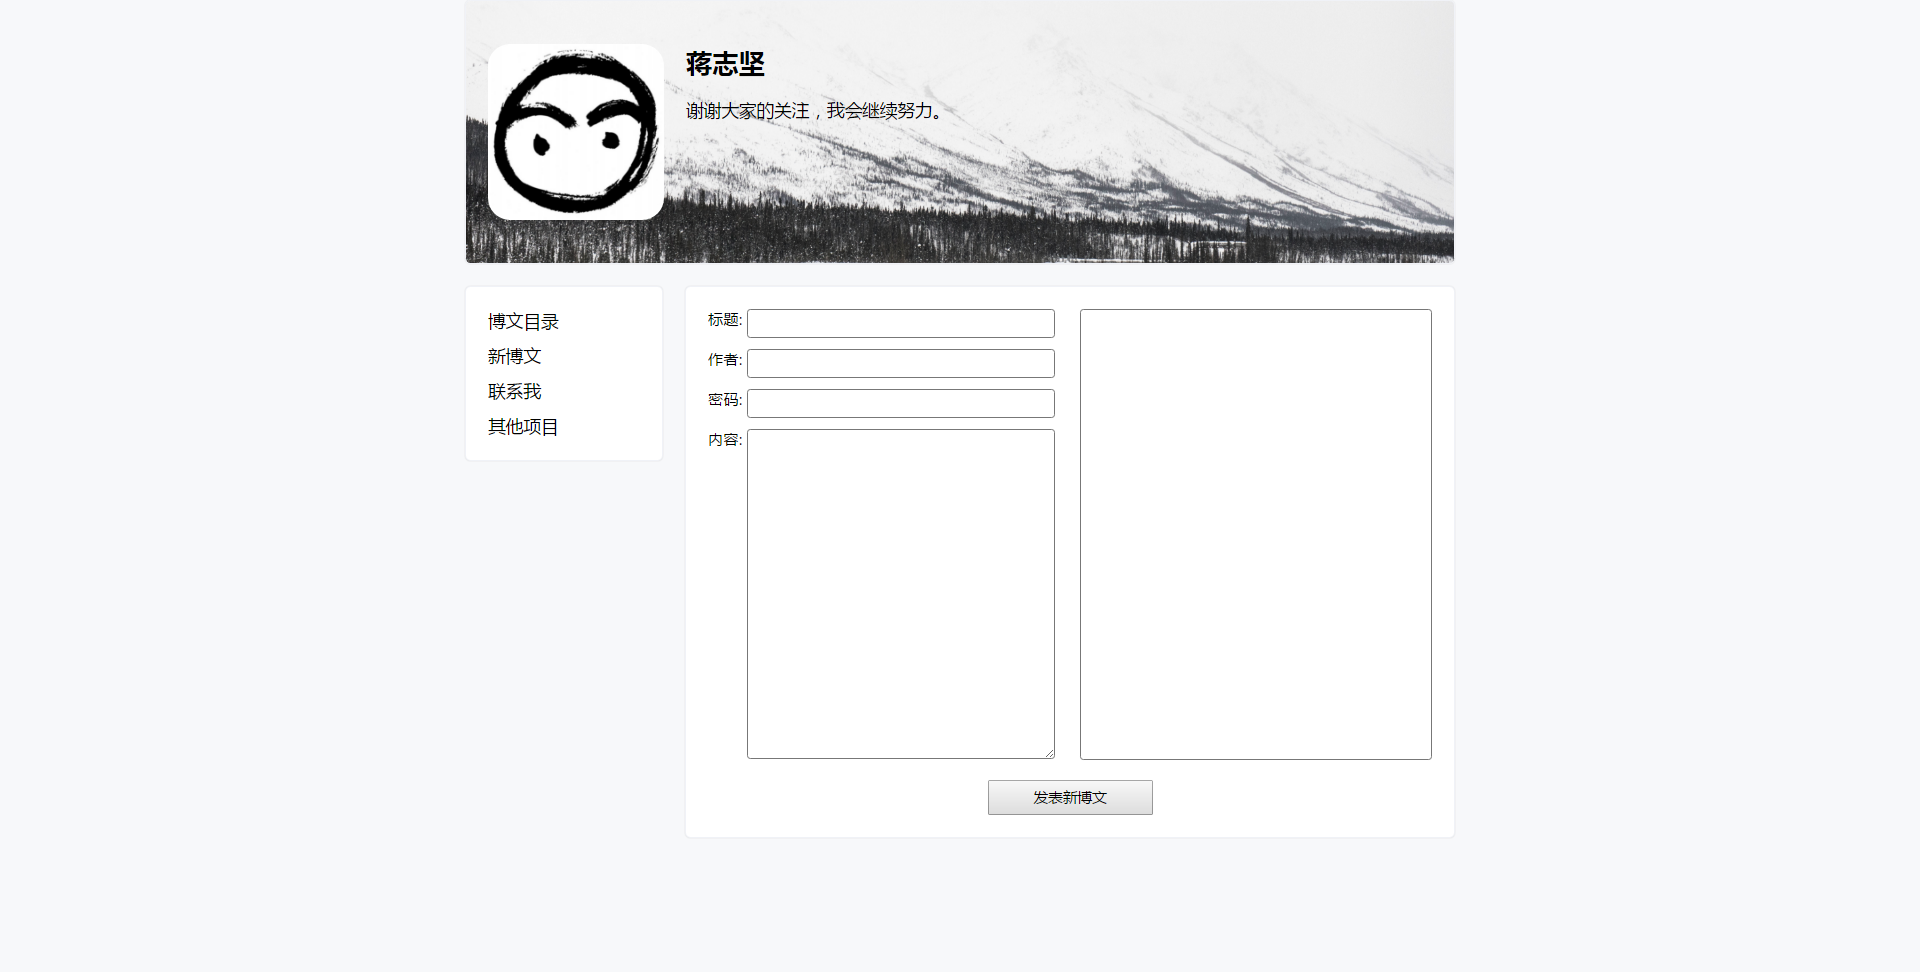 蒋志坚
谢谢大家的关注，我会继续努力。
博文目录
新博文
联系我
其他项目
标题:
作者:
密码:
内容:
发表新博文